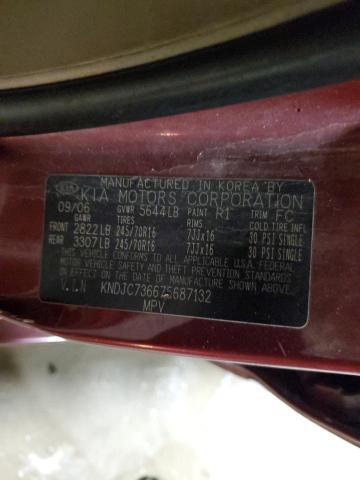 MANUFACTURED IN KOREA BY
KIA
KIA MOTORS CORPORATION
09/06 GVWR 5644LB PAINT R1 TRIM FC
GAWR TIRES RIMS COLD TIRE INFL
FRONT 2822LB 245/70R16 7JJx16 30 PSI SINGLE
REAR 3307LB 245/70R16 7JJx16 30 PSI SINGLE
THIS VEHICLE CONFORMS TO ALL APPLICABLE U.S.A. FEDERAL
MOTOR VEHICLE SAFETY AND THEFT PREVENTION STANDARDS
IN EFFECT ON THE DATE OF MANUFACTURE SHOWN ABOVE.
V.I.N KNDJC736675687132
MPV